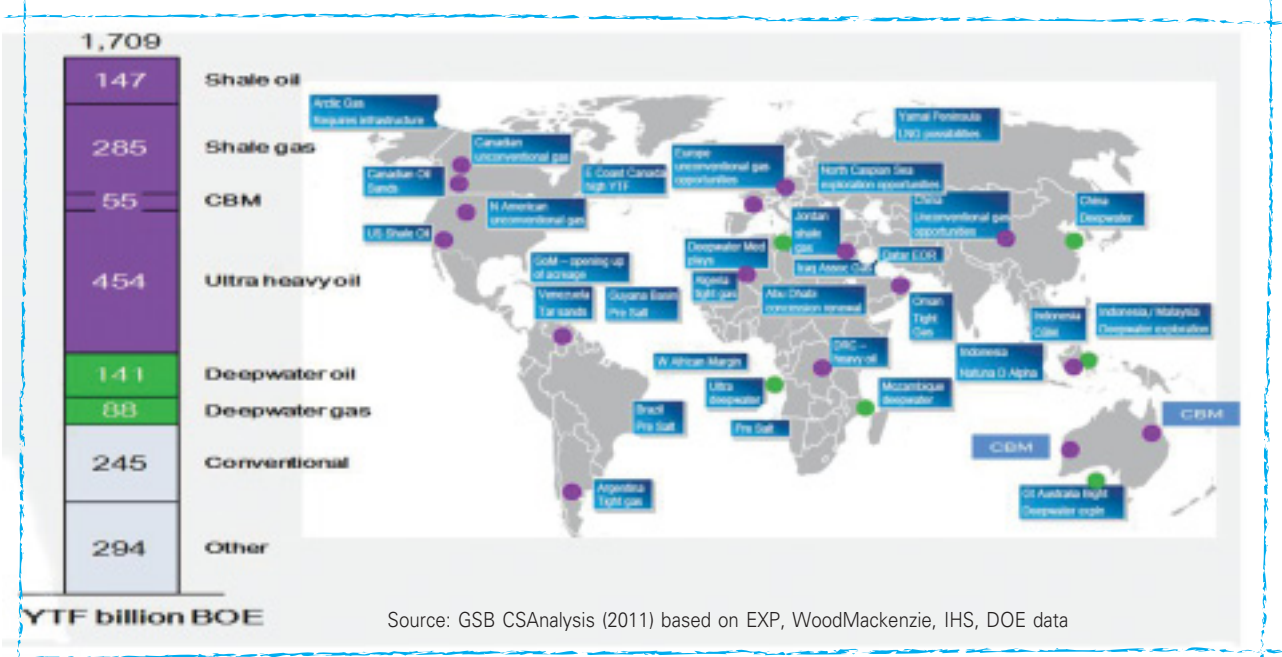 1,709
147
Shale oil
285
Shale gas
55
CBM
454
Ultra heavy oil
141
Deepwater oil
88
Deepwater gas
245
Conventional
294
Other
YTF billion BOE
Arctic Gas
Requires infrastructure
Canadian
unconventional gas
Canadian Oil
Sands
E Coast Canada
high YTF
N American
unconventional gas
US Shale Oil
GoM – opening up
of acreage
Venezuela
Tar sands
Guyana Basin
Pre Salt
Brazil
Pre Salt
Argentina
Tight gas
Europe
unconventional gas
opportunities
Yamal Peninsula
LNG possibilities
North Caspian Sea
exploration opportunities
China
Unconventional gas
opportunities
China
Deepwater
Jordan
shale
gas
Deepwater Med
plays
Iraq Assoc Gas
Qatar EOR
Algeria
tight gas
Abu Dhabi
concession renewal
Oman
Tight
Gas
Indonesia
CBM
Indonesia / Malaysia
Deepwater exploration
Indonesia
Natuna D Alpha
DRC –
heavy oil
W African Margin
Ultra
deepwater
Mozambique
deepwater
Pre Salt
CBM
CBM
Gt Australia Bight
Deepwater expln
Source: GSB CSAnalysis (2011) based on EXP, WoodMackenzie, IHS, DOE data